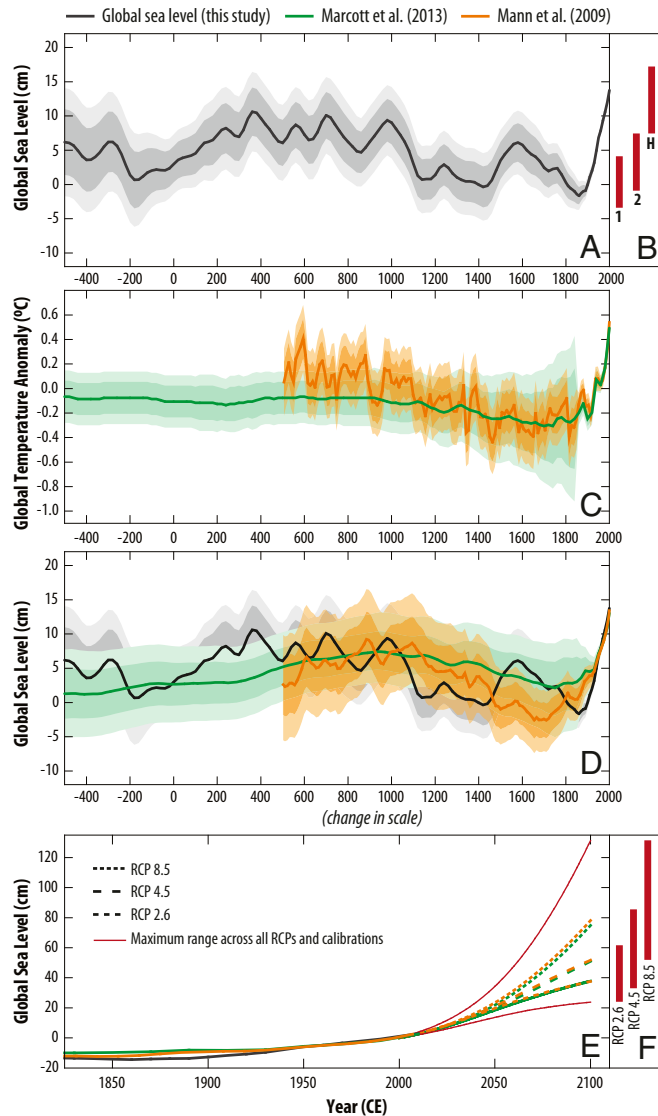 Global sea level (this study) Marcott et al. (2013) Mann et al. (2009)
Global Sea Level (cm)
20
15
10
5
0
-5
-10
-400 -200 0 200 400 600 800 1000 1200 1400 1600 1800 2000
A
1
2
H
B
Global Temperature Anomaly (ºC)
0.6
0.4
0.2
0.0
-0.2
-0.4
-0.6
-0.8
-1.0
-400 -200 0 200 400 600 800 1000 1200 1400 1600 1800 2000
C
Global Sea Level (cm)
20
15
10
5
0
-5
-10
-400 -200 0 200 400 600 800 1000 1200 1400 1600 1800 2000
D
(change in scale)
Global Sea Level (cm)
120
100
80
60
40
20
0
-20
RCP 8.5
RCP 4.5
RCP 2.6
Maximum range across all RCPs and calibrations
E
RCP 2.6
RCP 4.5
RCP 8.5
F
1850 1900 1950 2000 2050 2100
Year (CE)